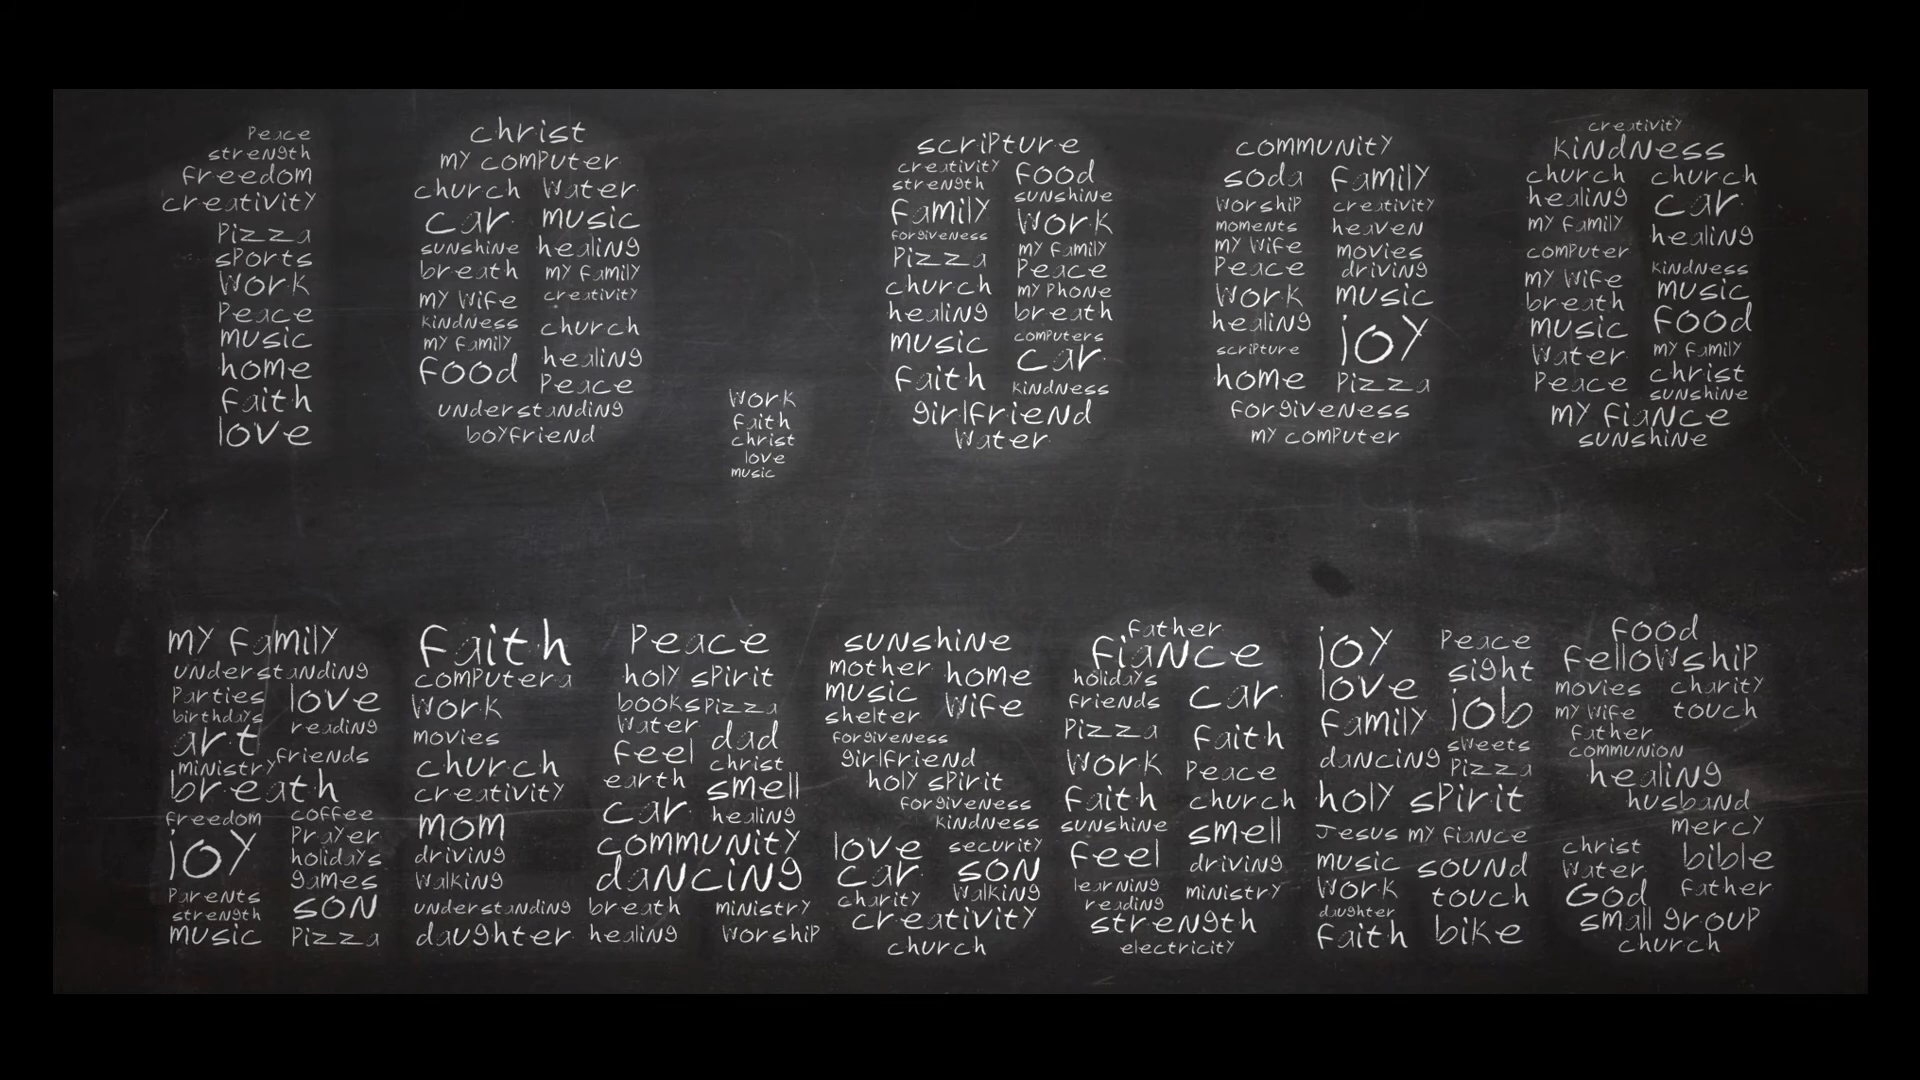 Peace
strength
freedom
creativity
Pizza
sports
Work
Peace
music
home
faith
love
christ
my computer
church Water
car music
sunshine healing
breath my family
my Wife creativity
kindness church
my family healing
food Peace
understanding
boyfriend
Work
faith
christ
love
music
scripture
creativity food
strength sunshine
family Work
forgiveness my family
Pizza Peace
church my Phone
healing breath
music computers
faith car
kindness
girlfriend
Water
community
soda family
Worship creativity
moments heaven
my Wife movies
Peace driving
Work music
healing joy
scripture Pizza
home
forgiveness
my computer
creativity
kindness
church church
healing car
my family healing
computer kindness
my Wife music
breath food
music my family
Water christ
Peace sunshine
my fiance
sunshine
my family
understanding
Parties love
birthdays reading
art friends
ministry
breath
freedom coffee
joy Prayer
holidays
Parents games
strength son
music Pizza
faith
computera
Work
movies
church
creativity
mom
driving
Walking
understanding
daughter
Peace
holy spirit
books Pizza
Water dad
feel christ
earth smell
car healing
community
dancing
breath ministry
healing Worship
sunshine
mother home
music Wife
shelter
forgiveness
girlfriend
holy spirit
forgiveness
kindness
love security
car son
charity Walking
creativity
church
father
fiance
holidays
friends car
Pizza faith
Work Peace
faith church
sunshine smell
feel driving
learning ministry
reading
strength
electricity
joy Peace
love sight
family job
dancing sweets
Pizza
holy spirit
Jesus my fiance
music sound
Work touch
daughter
faith bike
food
fellowship
movies charity
my Wife touch
father
communion
healing
husband
mercy
christ bible
Water father
God
small group
church